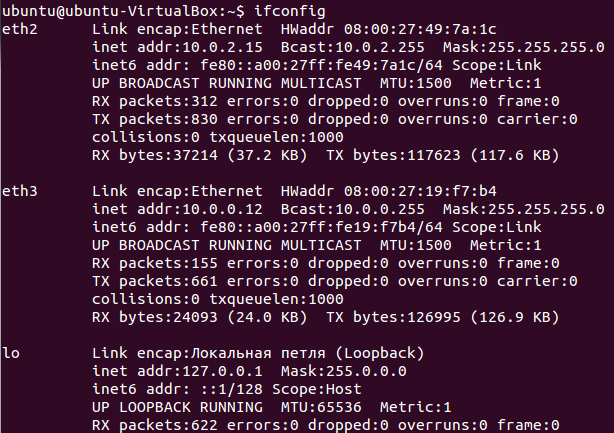 ubuntu@ubuntu-VirtualBox:~$ ifconfig
eth2 Link encap:Ethernet HWaddr 08:00:27:49:7a:1c
inet addr:10.0.2.15 Bcast:10.0.2.255 Mask:255.255.255.0
inet6 addr: fe80::a00:27ff:fe49:7a1c/64 Scope:Link
UP BROADCAST RUNNING MULTICAST MTU:1500 Metric:1
RX packets:312 errors:0 dropped:0 overruns:0 frame:0
TX packets:830 errors:0 dropped:0 overruns:0 carrier:0
collisions:0 txqueuelen:1000
RX bytes:37214 (37.2 KB) TX bytes:117623 (117.6 KB)
eth3 Link encap:Ethernet HWaddr 08:00:27:19:f7:b4
inet addr:10.0.0.12 Bcast:10.0.0.255 Mask:255.255.255.0
inet6 addr: fe80::a00:27ff:fe19:f7b4/64 Scope:Link
UP BROADCAST RUNNING MULTICAST MTU:1500 Metric:1
RX packets:155 errors:0 dropped:0 overruns:0 frame:0
TX packets:661 errors:0 dropped:0 overruns:0 carrier:0
collisions:0 txqueuelen:1000
RX bytes:24093 (24.0 KB) TX bytes:126995 (126.9 KB)
lo Link encap:Локальная петля (Loopback)
inet addr:127.0.0.1 Mask:255.0.0.0
inet6 addr: ::1/128 Scope:Host
UP LOOPBACK RUNNING MTU:65536 Metric:1
RX packets:622 errors:0 dropped:0 overruns:0 frame:0